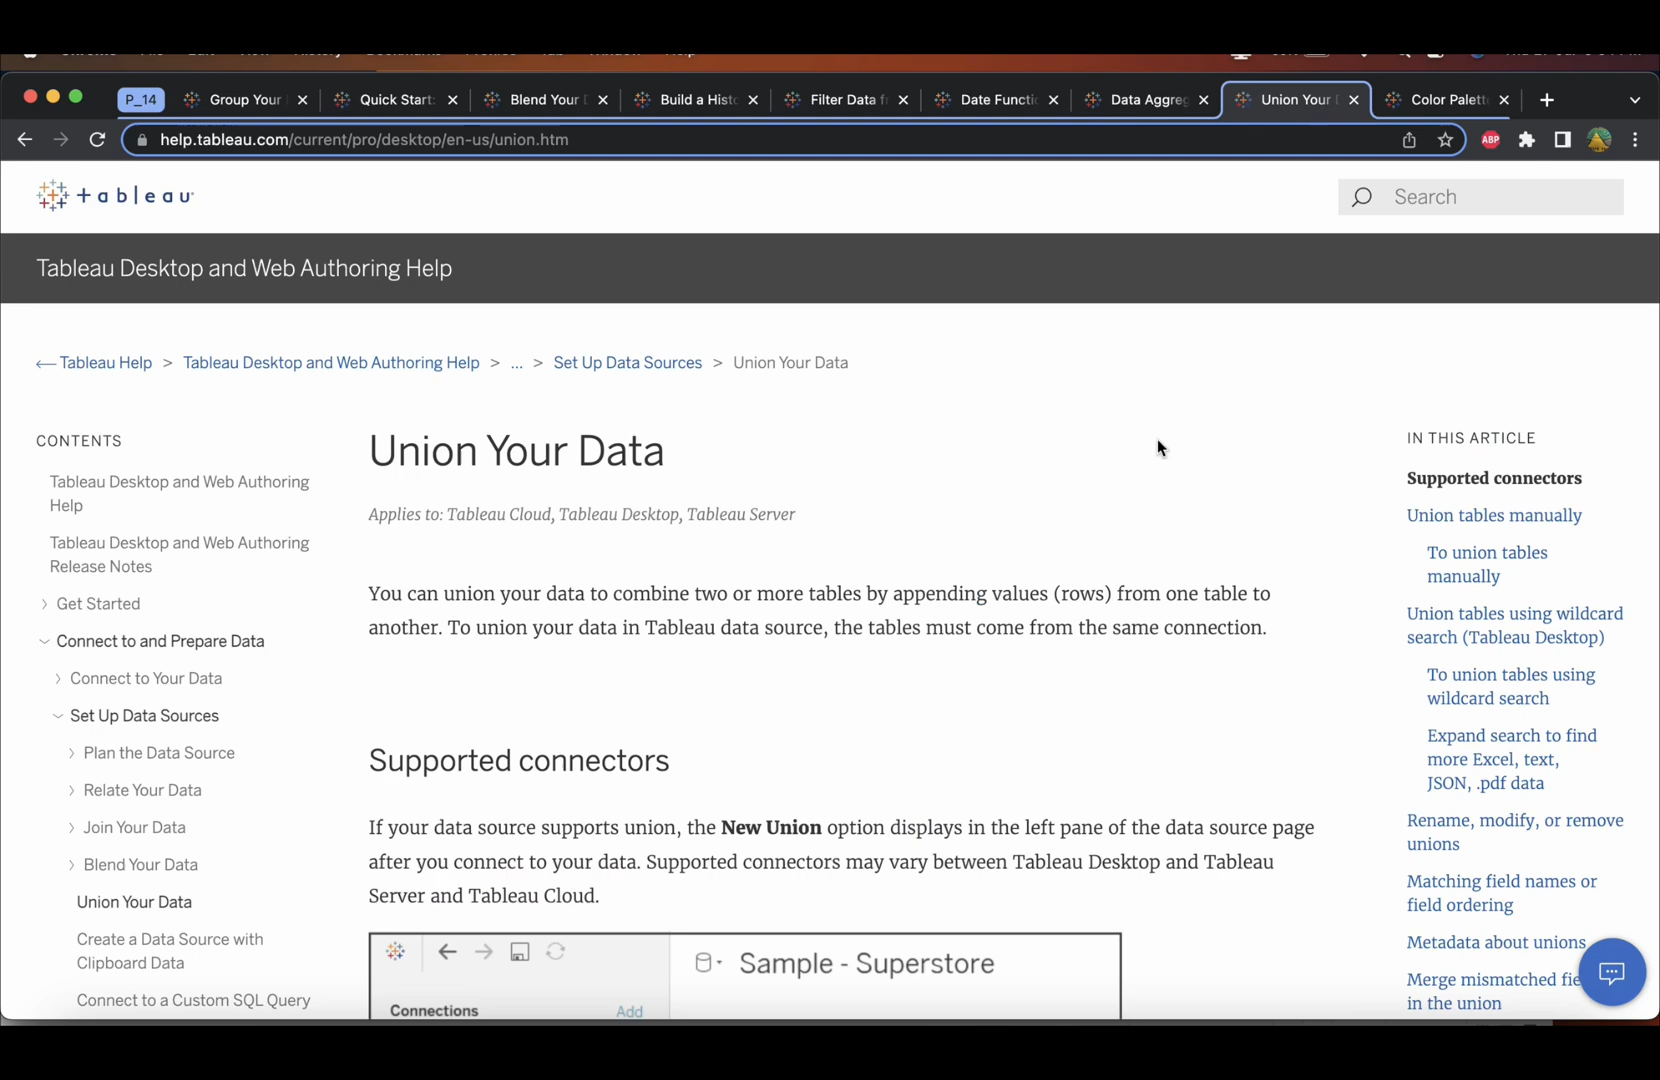 P_14
Group Your
Quick Start:
Blend Your D
Build a Histo
Filter Data f
Date Functi
Data Aggreg
Union Your
Color Palett
help.tableau.com/current/pro/desktop/en-us/union.htm
ABP
tableau
Search
Tableau Desktop and Web Authoring Help
Tableau Help > Tableau Desktop and Web Authoring Help > ... > Set Up Data Sources > Union Your Data
CONTENTS
Tableau Desktop and Web Authoring
Help
Tableau Desktop and Web Authoring
Release Notes
Get Started
Connect to and Prepare Data
Connect to Your Data
Set Up Data Sources
Plan the Data Source
Relate Your Data
Join Your Data
Blend Your Data
Union Your Data
Create a Data Source with
Clipboard Data
Connect to a Custom SQL Query
Union Your Data
Applies to: Tableau Cloud, Tableau Desktop, Tableau Server
You can union your data to combine two or more tables by appending values (rows) from one table to
another. To union your data in Tableau data source, the tables must come from the same connection.
Supported connectors
If your data source supports union, the New Union option displays in the left pane of the data source page
after you connect to your data. Supported connectors may vary between Tableau Desktop and Tableau
Server and Tableau Cloud.
Sample - Superstore
Connections Add
IN THIS ARTICLE
Supported connectors
Union tables manually
To union tables
manually
Union tables using wildcard
search (Tableau Desktop)
To union tables using
wildcard search
Expand search to find
more Excel, text,
JSON, .pdf data
Rename, modify, or remove
unions
Matching field names or
field ordering
Metadata about unions
Merge mismatched fie
in the union